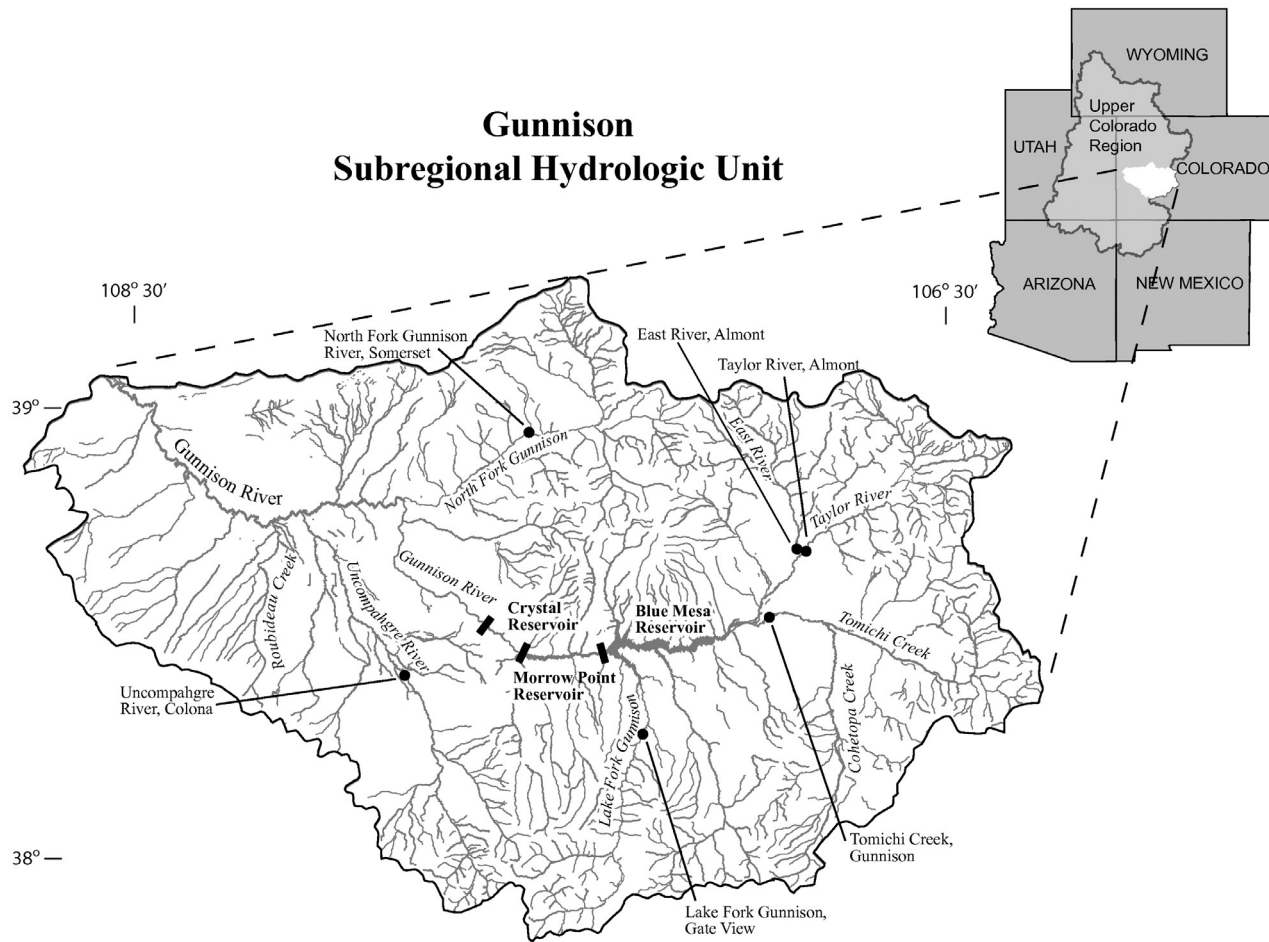 Gunnison
Subregional Hydrologic Unit
WYOMING
Upper
Colorado
Region
UTAH
COLORADO
ARIZONA
NEW MEXICO
108° 30′
106° 30′
39°
38°
North Fork Gunnison
River, Somerset
East River, Almont
Taylor River, Almont
Gunnison River
North Fork Gunnison
East River
Taylor River
Roubideau Creek
Uncompahgre River
Gunnison River
Crystal
Reservoir
Blue Mesa
Reservoir
Morrow Point
Reservoir
Tomichi Creek
Cohetopa Creek
Lake Fork Gunnison
Uncompahgre
River, Colona
Tomichi Creek,
Gunnison
Lake Fork Gunnison,
Gate View